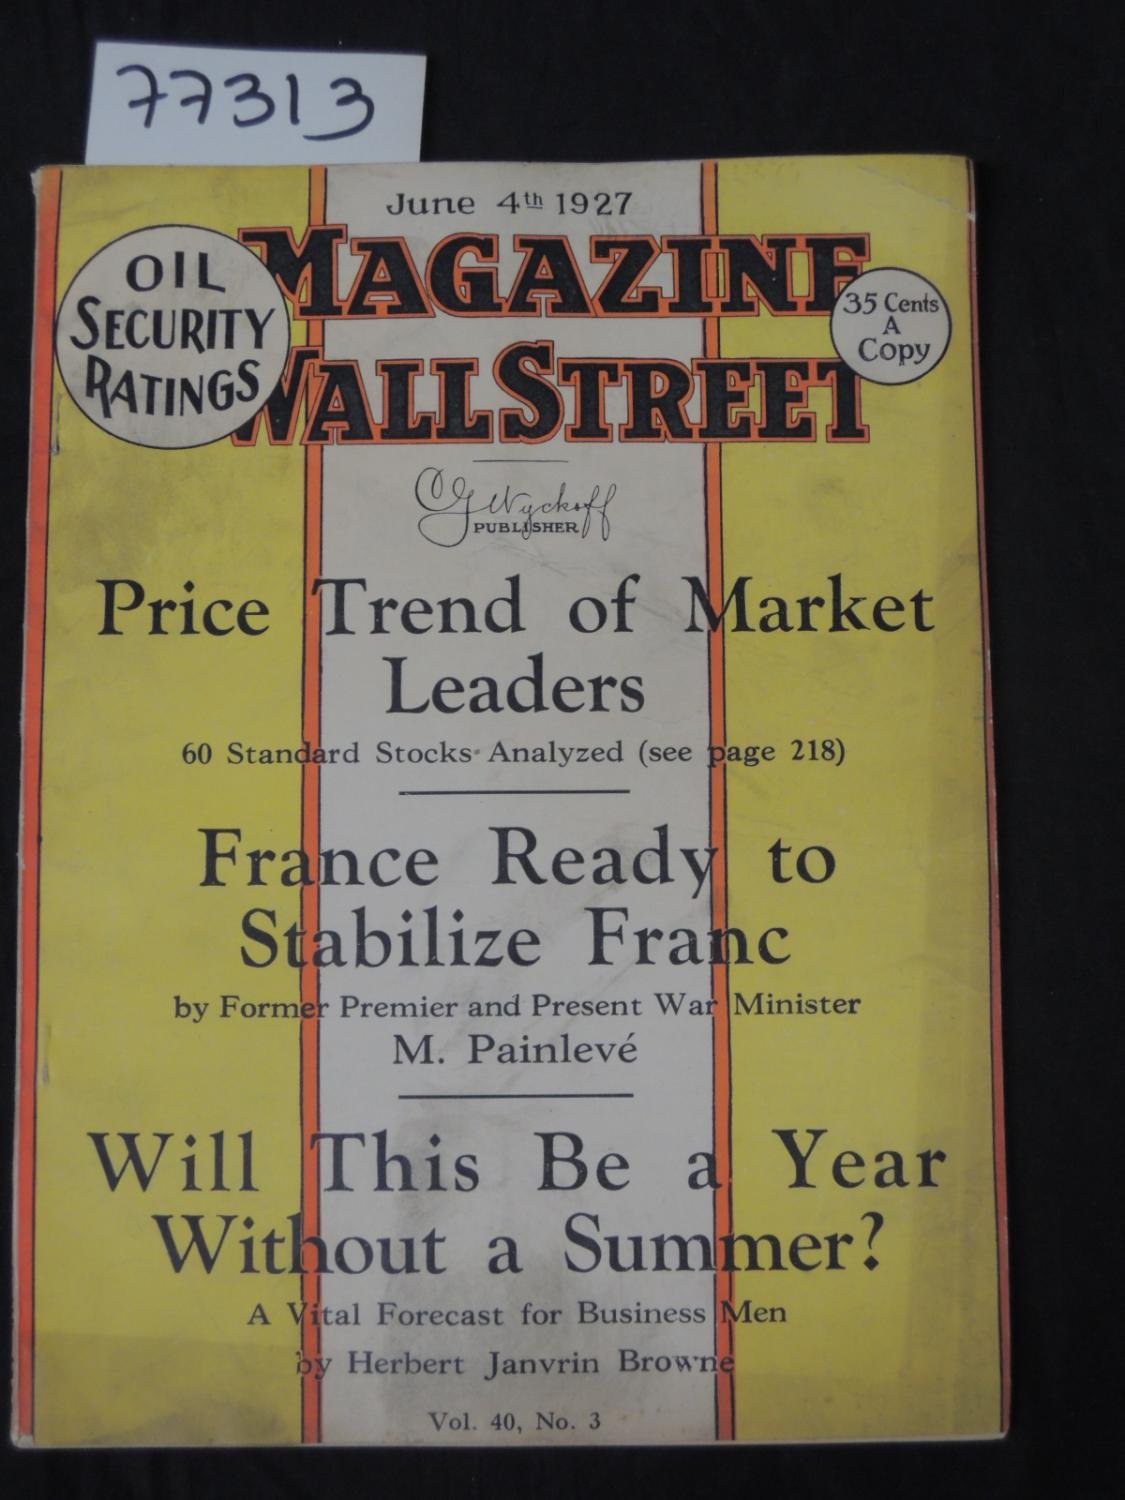 77313
June 4th 1927
OIL
SECURITY
RATINGS
MAGAZINE
WALL STREET
35 Cents
A
Copy
C G Wyckoff
PUBLISHER
Price Trend of Market
Leaders
60 Standard Stocks Analyzed (see page 218)
France Ready to
Stabilize Franc
by Former Premier and Present War Minister
M. Painlevé
Will This Be a Year
Without a Summer?
A Vital Forecast for Business Men
by Herbert Janvrin Browne
Vol. 40, No. 3